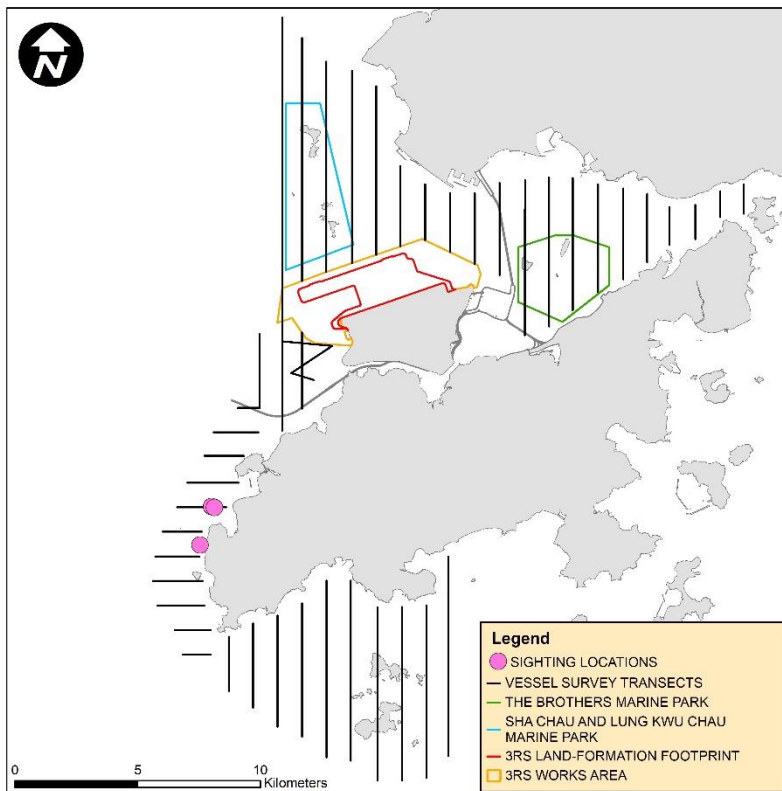 N
Legend
SIGHTING LOCATIONS
VESSEL SURVEY TRANSECTS
THE BROTHERS MARINE PARK
SHA CHAU AND LUNG KWU CHAU
MARINE PARK
3RS LAND-FORMATION FOOTPRINT
3RS WORKS AREA
0 5 10
Kilometers